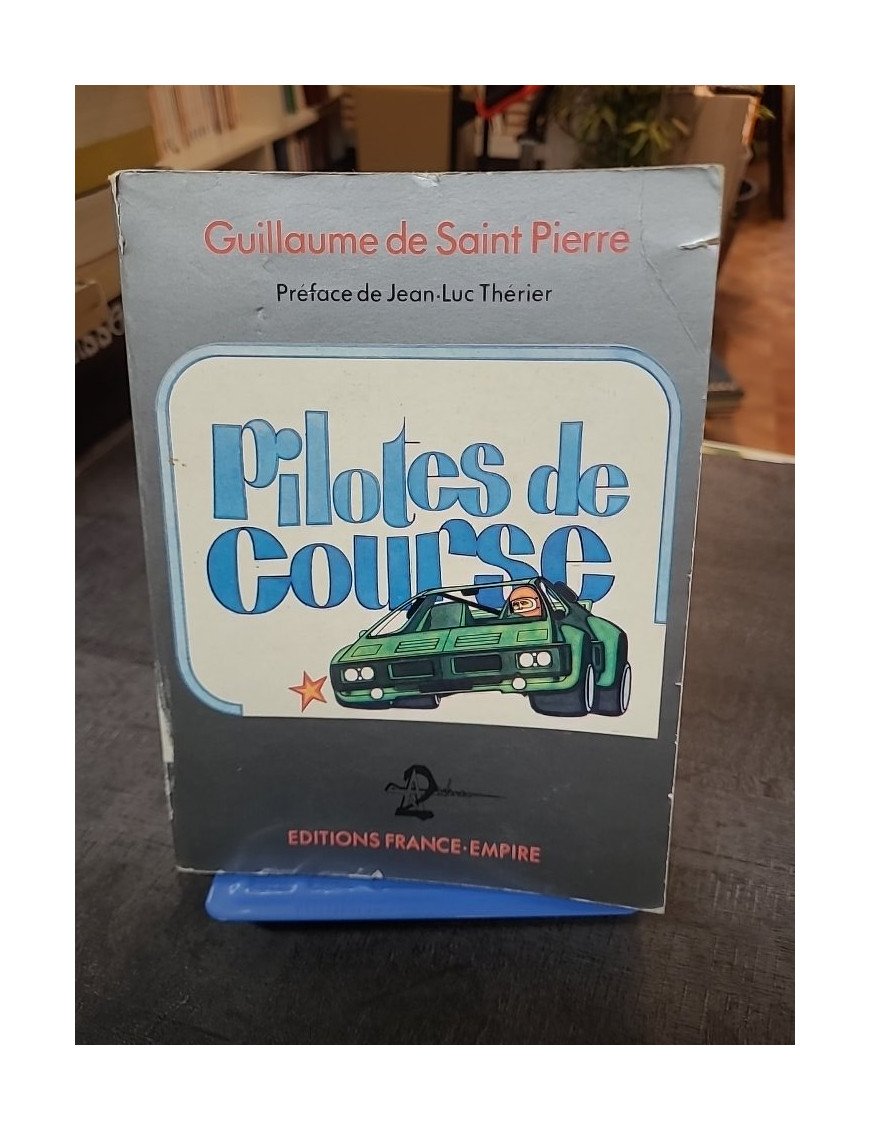 Guillaume de Saint Pierre
Préface de Jean-Luc Thérier
Pilotes de
course
EDITIONS FRANCE-EMPIRE